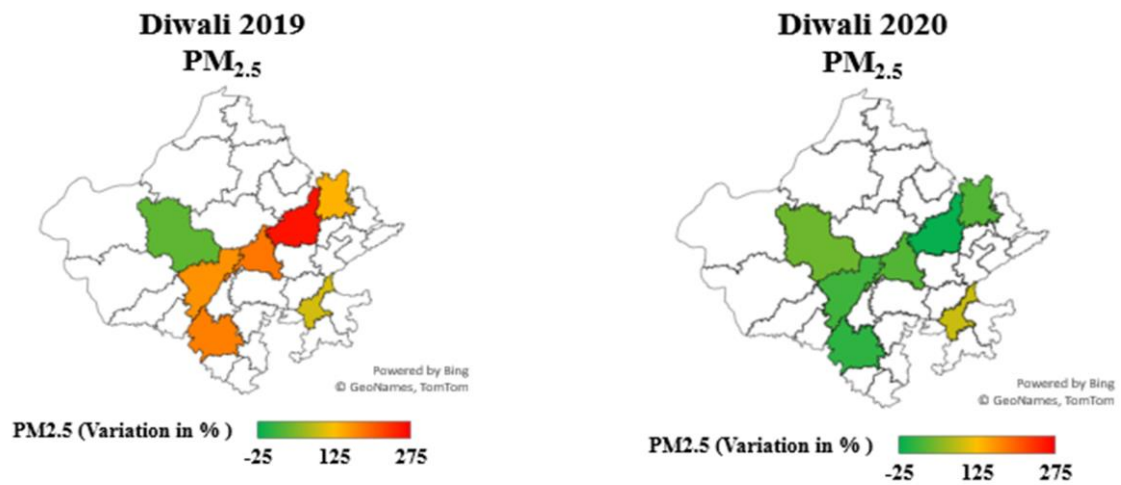 Diwali 2019
PM2.5
Powered by Bing
© GeoNames, TomTom
PM2.5 (Variation in % )
-25 125 275
Diwali 2020
PM2.5
Powered by Bing
© GeoNames, TomTom
PM2.5 (Variation in % )
-25 125 275